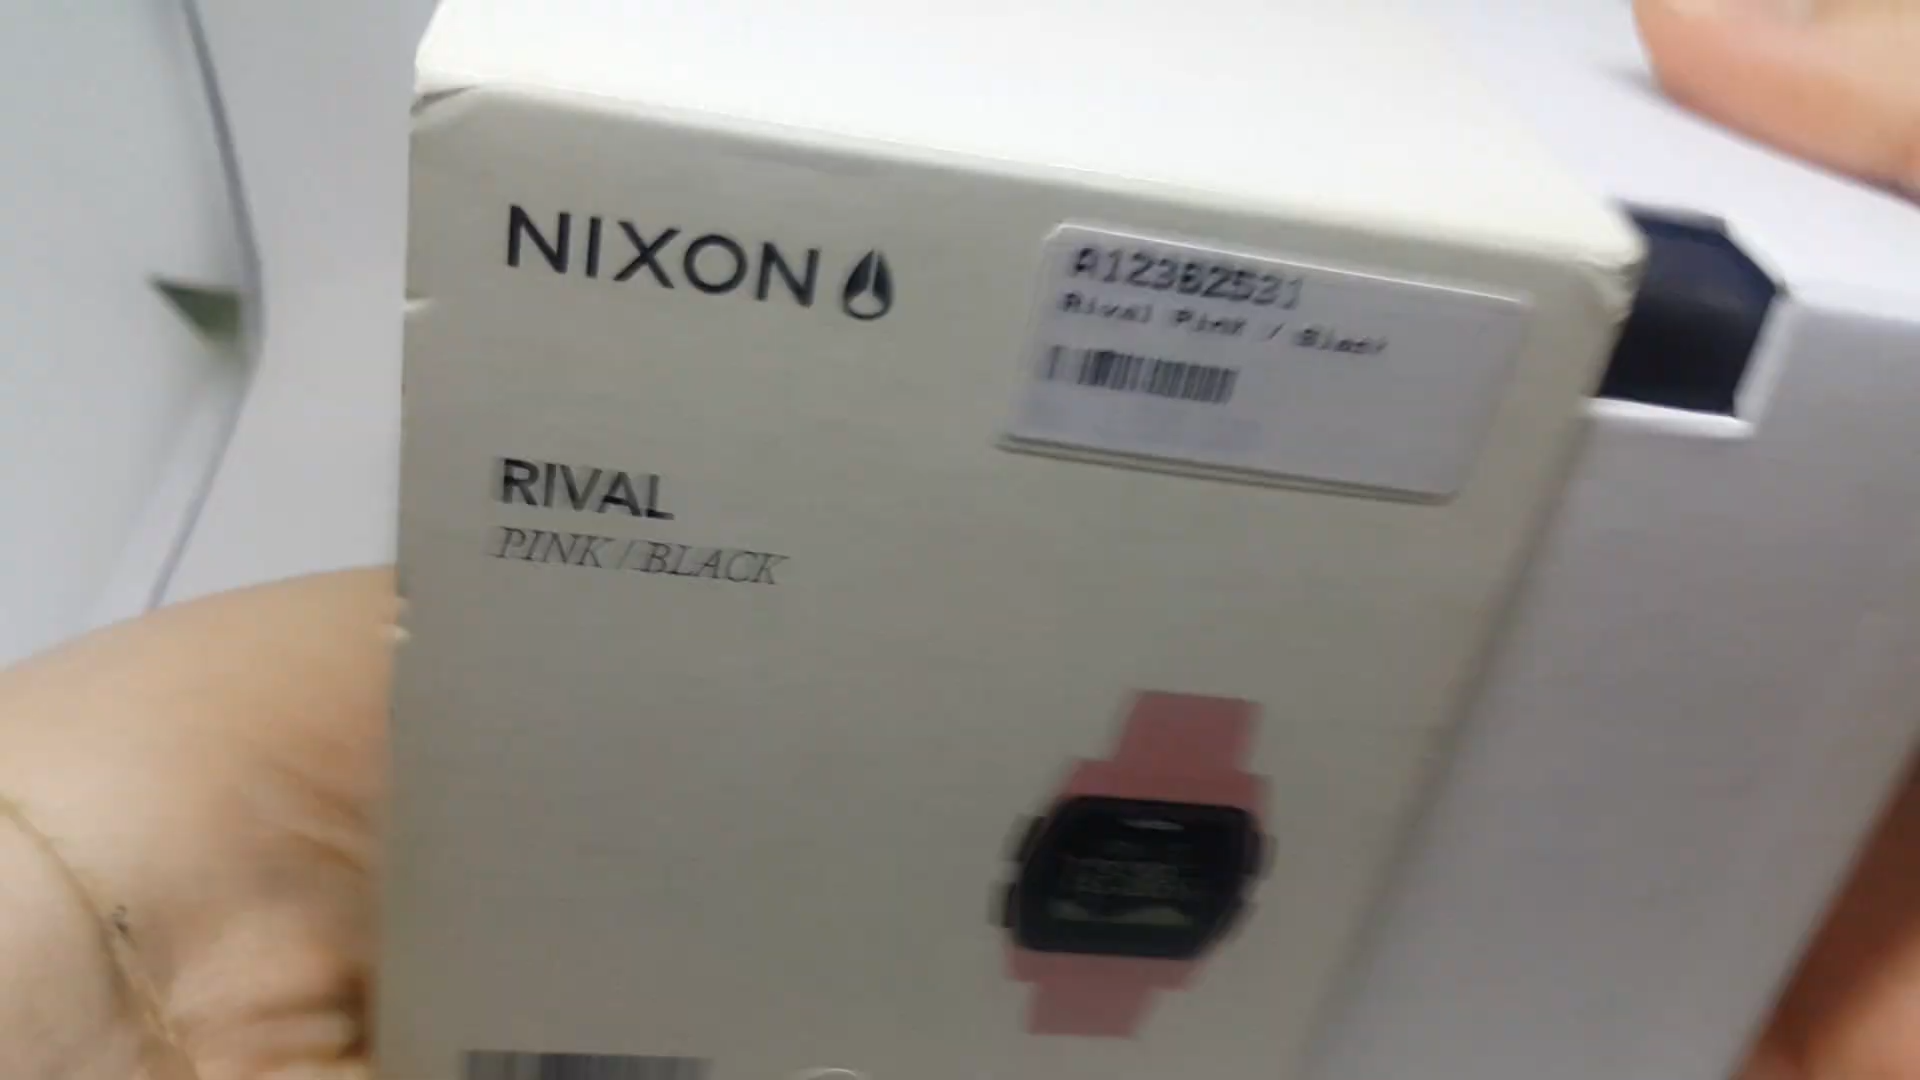 NIXON
A12382531
Rival Pink / Black
RIVAL
PINK / BLACK